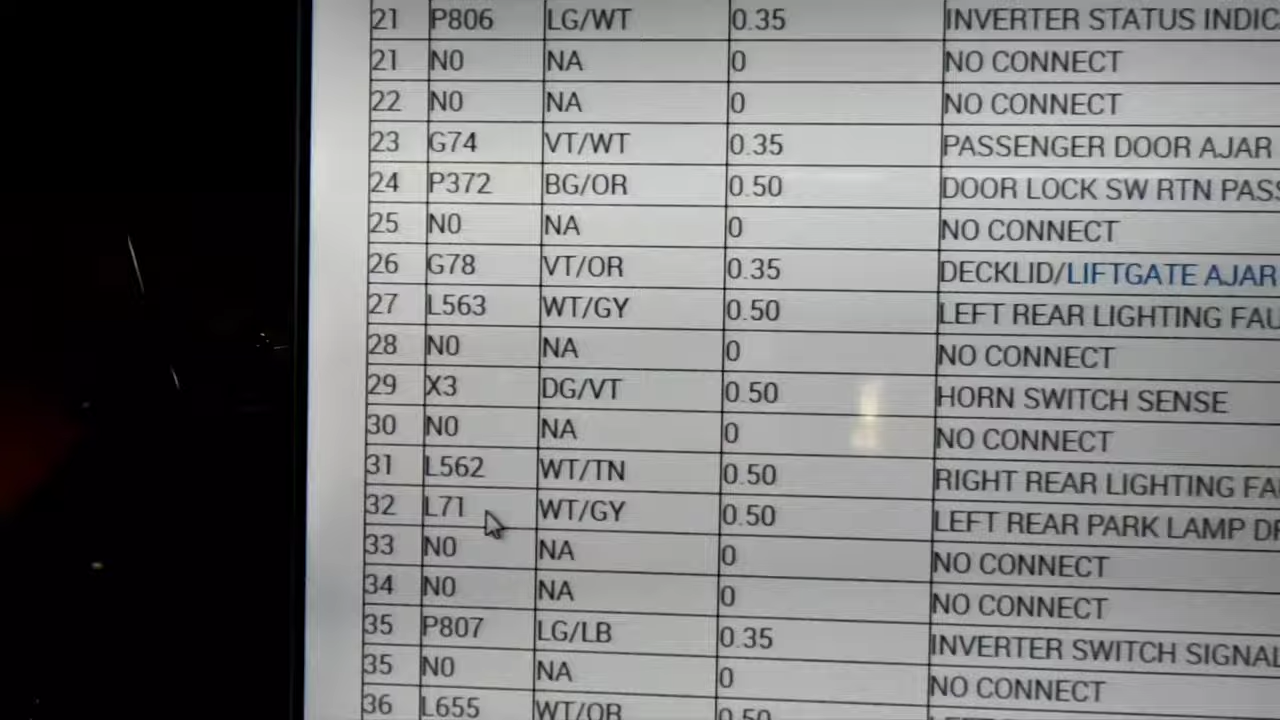 21 P806 LG/WT 0.35 INVERTER STATUS
21 N0 NA 0 NO CONNECT
22 N0 NA 0 NO CONNECT
23 G74 VT/WT 0.35 PASSENGER DOOR AJAR
24 P372 BG/OR 0.50 DOOR LOCK SW RTN
25 N0 NA 0 NO CONNECT
26 G78 VT/OR 0.35 DECKLID/LIFTGATE AJAR
27 L563 WT/GY 0.50 LEFT REAR LIGHTING
28 N0 NA 0 NO CONNECT
29 X3 DG/VT 0.50 HORN SWITCH SENSE
30 N0 NA 0 NO CONNECT
31 L562 WT/TN 0.50 RIGHT REAR LIGHTING
32 L71 WT/GY 0.50 LEFT REAR PARK LAMP
33 N0 NA 0 NO CONNECT
34 N0 NA 0 NO CONNECT
35 P807 LG/LB 0.35 INVERTER SWITCH SIGNAL
35 N0 NA 0 NO CONNECT
36 L655 WT/OR 0.50